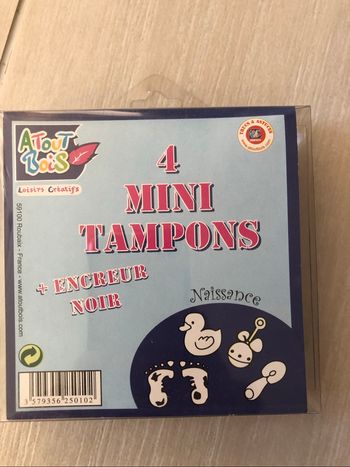 ATOUT
BOIS
Loisirs Créatifs
4
MINI
TAMPONS
+ ENCREUR
NOIR
Naissance
59100 Roubaix - France - www.atoutbois.com
3 579356 250102